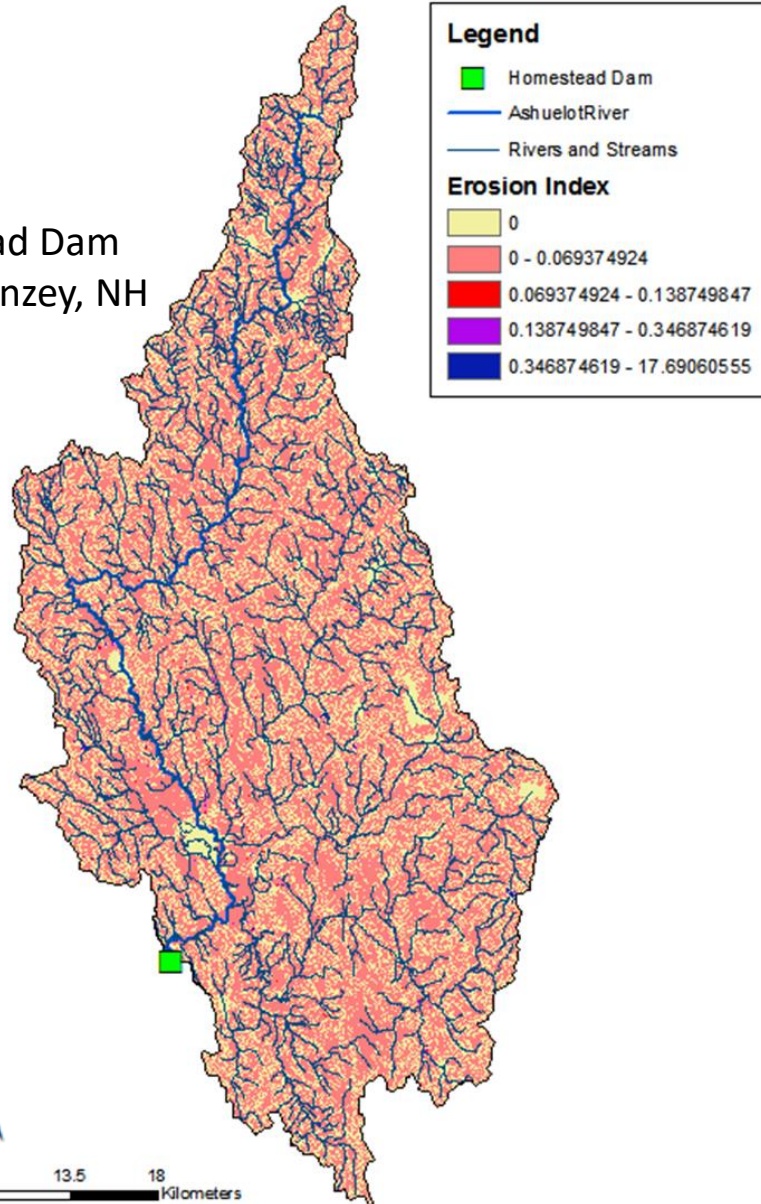 ad Dam
nzey, NH
Legend
Homestead Dam
AshuelotRiver
Rivers and Streams
Erosion Index
0
0 - 0.069374924
0.069374924 - 0.138749847
0.138749847 - 0.346874619
0.346874619 - 17.69060555
13.5 18
Kilometers